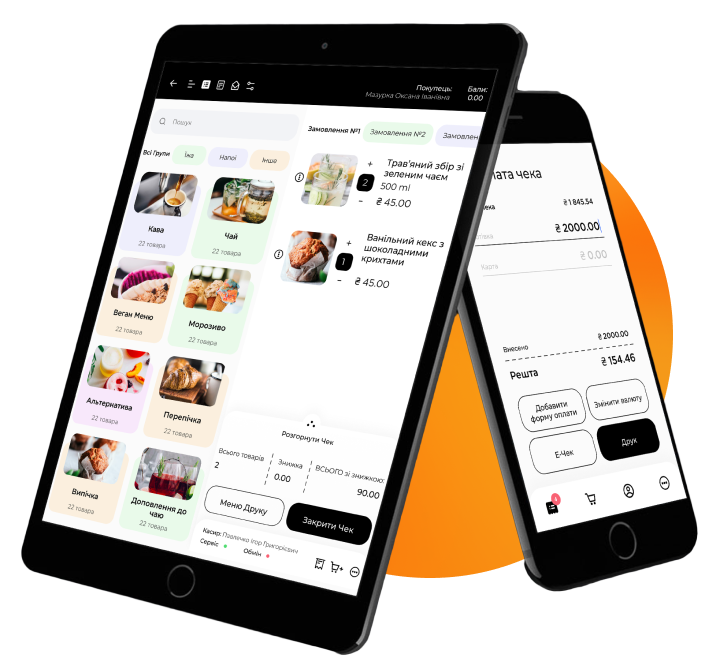 Покупець:
Мазурка Оксана Іванівна
Бали:
0.00
Пошук
Всі Групи
Їжа
Напої
Інше
Замовлення №1
Замовлення №2
Замовлен
Кава
22 товара
Чай
22 товара
Веган Меню
22 товара
Морозиво
22 товара
Альтернатива
22 товара
Перепічка
22 товара
Випічка
22 товара
Доповлення до
чаю
22 товара
+
2
-
Трав'яний збір зі
зеленим чаєм
500 ml
₴ 45.00
+
1
-
Ванільний кекс з
шоколадними
крихтами
₴ 45.00
Розгорнути Чек
Всього товарів
2
Знижка
0.00
ВСЬОГО зі знижкою:
90.00
Меню Друку
Закрити Чек
Касир: Павленко Ігор Григорієвич
Сервіс
Обмін
лата чека
ека
₴ 1 845.54
отівка
₴ 2000.00
Карта
₴ 0.00
Внесено
₴ 2000.00
Решта
₴ 154.46
Добавити
форму оплати
Змінити валюту
Е-Чек
Друк
4